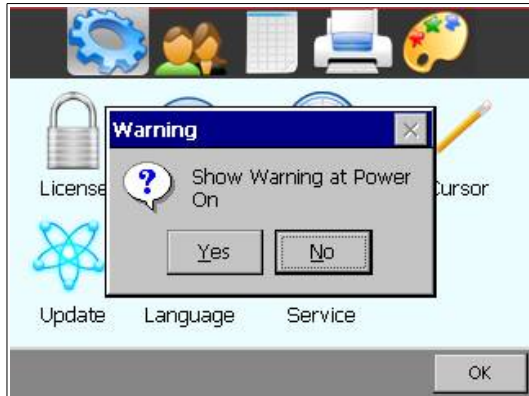 Warning
Show Warning at Power
On
License
Cursor
Yes
No
Update
Language
Service
OK